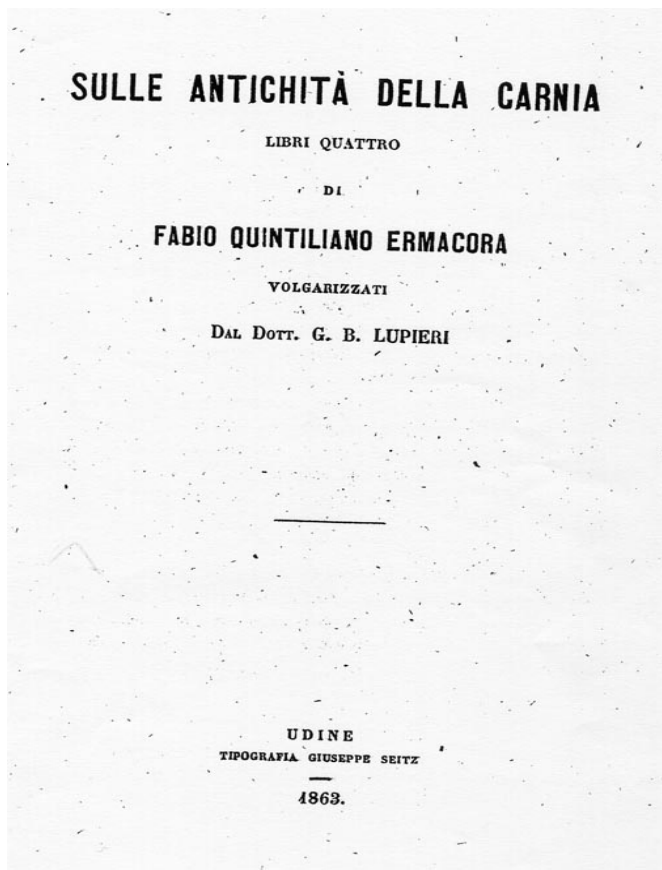 SULLE ANTICHITÀ DELLA CARNIA
LIBRI QUATTRO
DI
FABIO QUINTILIANO ERMACORA
VOLGARIZZATI
DAL DOTT. G. B. LUPIERI
UDINE
TIPOGRAFIA GIUSEPPE SEITZ
1863.